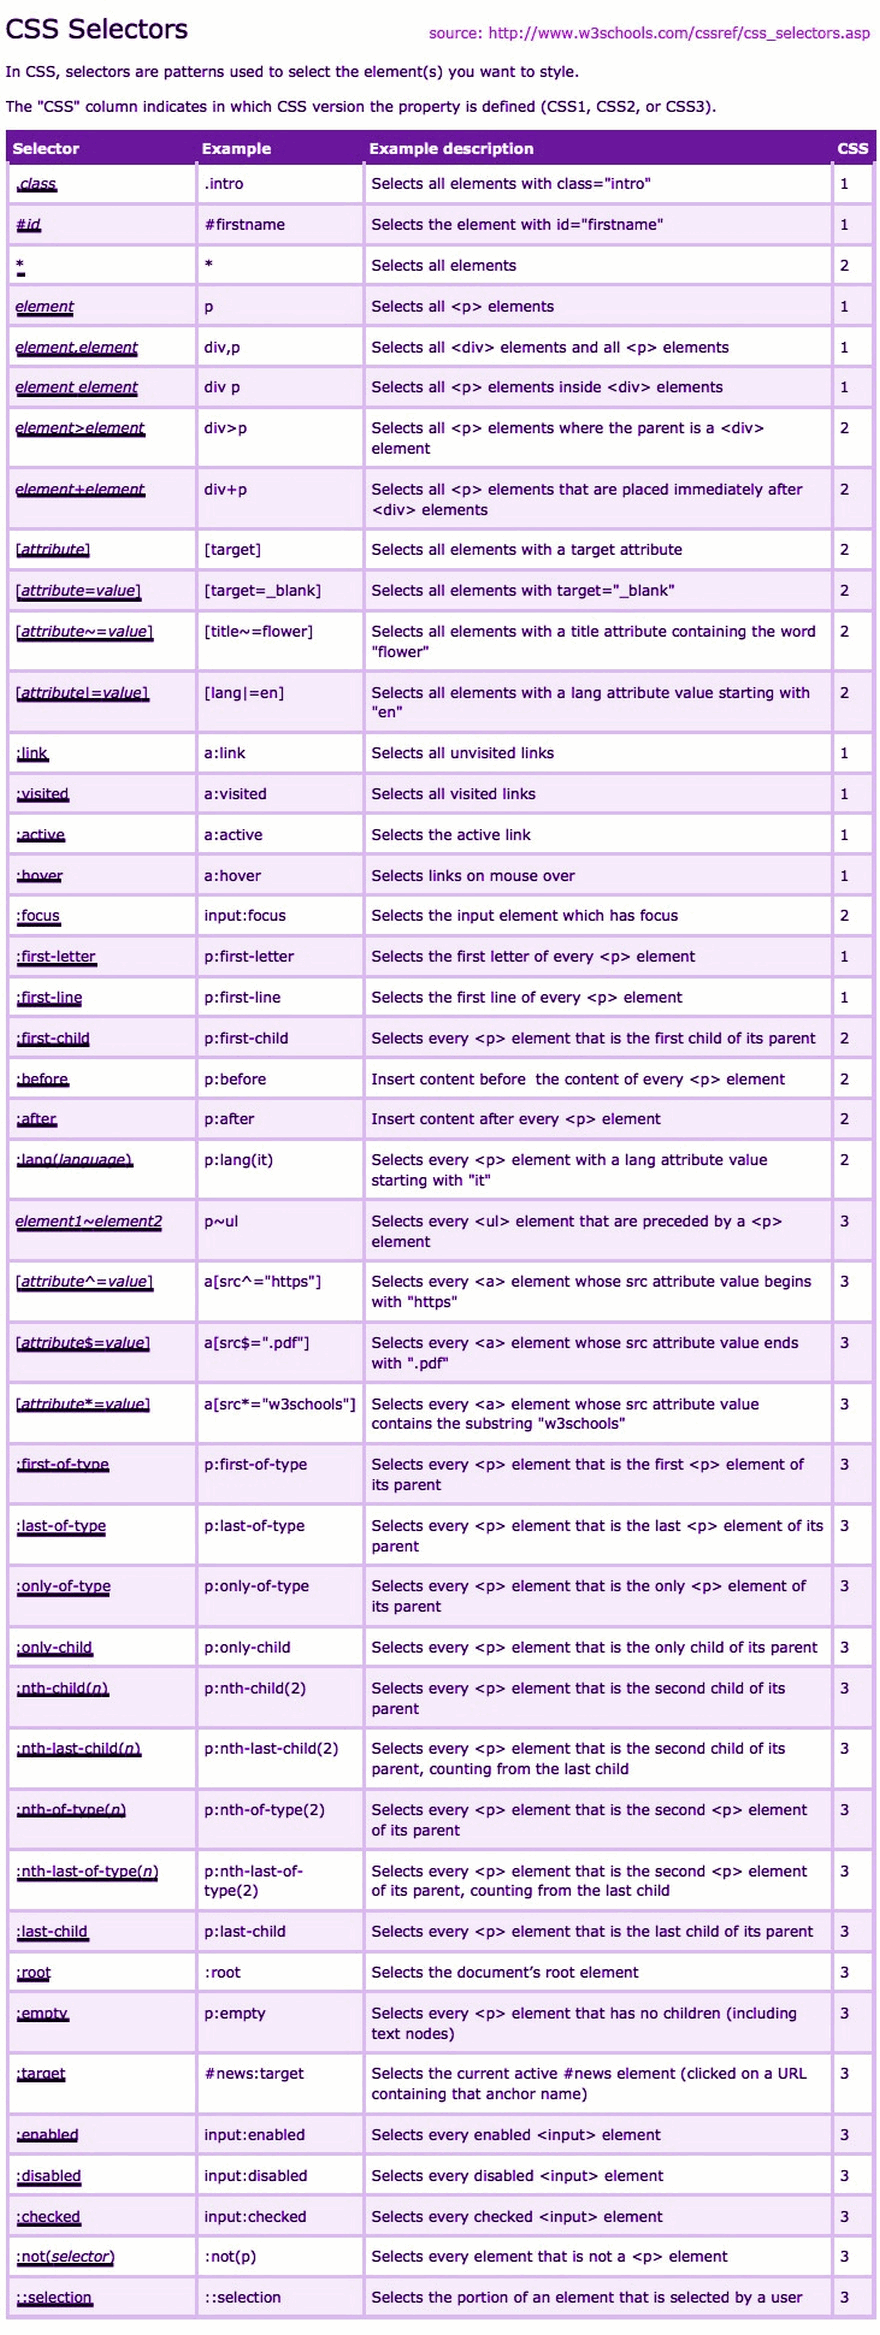 CSS Selectors source: http://www.w3schools.com/cssref/css_selectors.asp
In CSS, selectors are patterns used to select the element(s) you want to style.
The "CSS" column indicates in which CSS version the property is defined (CSS1, CSS2, or CSS3).
Selector Example Example description CSS
.class .intro Selects all elements with class="intro" 1
#id #firstname Selects the element with id="firstname" 1
* * Selects all elements 2
element p Selects all <p> elements 1
element,element div,p Selects all <div> elements and all <p> elements 1
element element div p Selects all <p> elements inside <div> elements 1
element>element div>p Selects all <p> elements where the parent is a <div> 2
element
element+element div+p Selects all <p> elements that are placed immediately after 2
<div> elements
[attribute] [target] Selects all elements with a target attribute 2
[attribute=value] [target=_blank] Selects all elements with target="_blank" 2
[attribute~=value] [title~=flower] Selects all elements with a title attribute containing the word 2
"flower"
[attribute|=value] [lang|=en] Selects all elements with a lang attribute value starting with 2
"en"
:link a:link Selects all unvisited links 1
:visited a:visited Selects all visited links 1
:active a:active Selects the active link 1
:hover a:hover Selects links on mouse over 1
:focus input:focus Selects the input element which has focus 2
:first-letter p:first-letter Selects the first letter of every <p> element 1
:first-line p:first-line Selects the first line of every <p> element 1
:first-child p:first-child Selects every <p> element that is the first child of its parent 2
:before p:before Insert content before  the content of every <p> element 2
:after p:after Insert content after every <p> element 2
:lang(language) p:lang(it) Selects every <p> element with a lang attribute value 2
starting with "it"
element1~element2 p~ul Selects every <ul> element that are preceded by a <p> 3
element
[attribute^=value] a[src^="https"] Selects every <a> element whose src attribute value begins 3
with "https"
[attribute$=value] a[src$=".pdf"] Selects every <a> element whose src attribute value ends 3
with ".pdf"
[attribute*=value] a[src*="w3schools"] Selects every <a> element whose src attribute value 3
contains the substring "w3schools"
:first-of-type p:first-of-type Selects every <p> element that is the first <p> element of 3
its parent
:last-of-type p:last-of-type Selects every <p> element that is the last <p> element of its 3
parent
:only-of-type p:only-of-type Selects every <p> element that is the only <p> element of 3
its parent
:only-child p:only-child Selects every <p> element that is the only child of its parent 3
:nth-child(n) p:nth-child(2) Selects every <p> element that is the second child of its 3
parent
:nth-last-child(n) p:nth-last-child(2) Selects every <p> element that is the second child of its 3
parent, counting from the last child
:nth-of-type(n) p:nth-of-type(2) Selects every <p> element that is the second <p> element 3
of its parent
:nth-last-of-type(n) p:nth-last-of- Selects every <p> element that is the second <p> element 3
type(2) of its parent, counting from the last child
:last-child p:last-child Selects every <p> element that is the last child of its parent 3
:root :root Selects the document’s root element 3
:empty p:empty Selects every <p> element that has no children (including 3
text nodes)
:target #news:target Selects the current active #news element (clicked on a URL 3
containing that anchor name)
:enabled input:enabled Selects every enabled <input> element 3
:disabled input:disabled Selects every disabled <input> element 3
:checked input:checked Selects every checked <input> element 3
:not(selector) :not(p) Selects every element that is not a <p> element 3
::selection ::selection Selects the portion of an element that is selected by a user 3